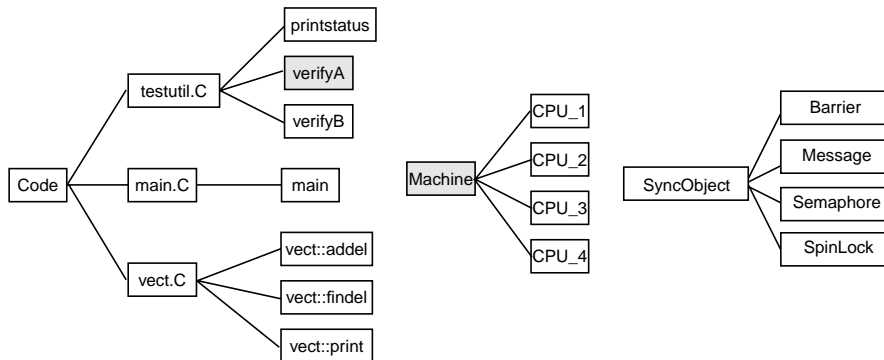 Code
testutil.C
printstatus
verifyA
verifyB
main.C
main
vect.C
vect::addel
vect::findel
vect::print
Machine
CPU_1
CPU_2
CPU_3
CPU_4
SyncObject
Barrier
Message
Semaphore
SpinLock